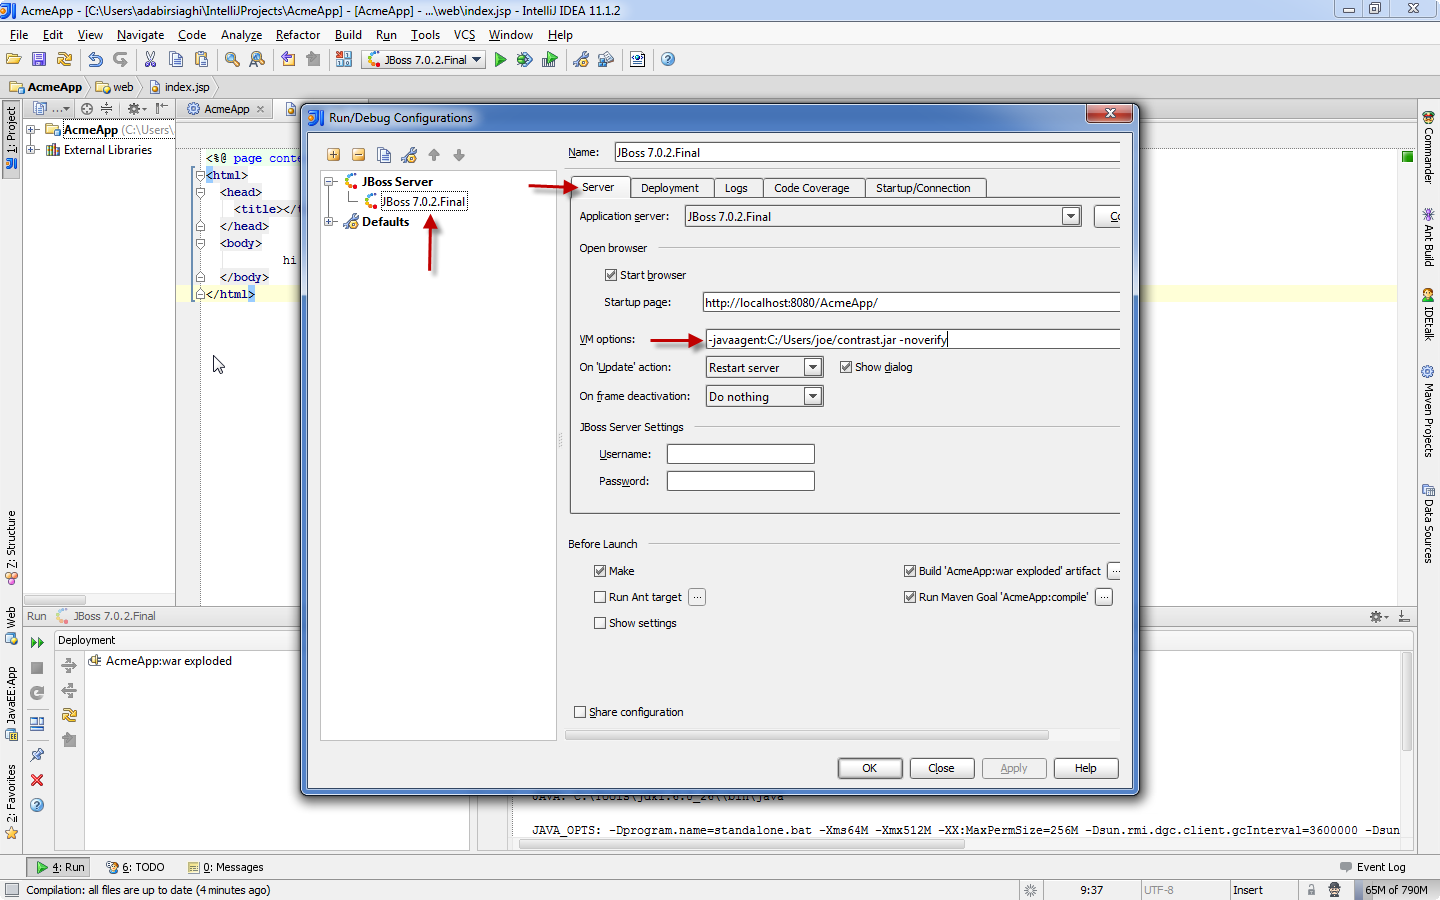 AcmeApp - [C:\Users\adabirsiaghi\IntelliJProjects\AcmeApp] - [AcmeApp] - ...\web\index.jsp - IntelliJ IDEA 11.1.2
File Edit View Navigate Code Analyze Refactor Build Run Tools VCS Window Help
JBoss 7.0.2.Final
AcmeApp web index.jsp
1: Project
Z: Structure
Web
JavaEE:App
2: Favorites
AcmeApp (C:\Users\
External Libraries
AcmeApp
<%@ page conte
<html>
<head>
<title></t
</head>
<body>
hi
</body>
</html>
Run/Debug Configurations
JBoss Server
JBoss 7.0.2.Final
Defaults
Name: JBoss 7.0.2.Final
Server Deployment Logs Code Coverage Startup/Connection
Application server: JBoss 7.0.2.Final Co
Open browser
Start browser
Startup page: http://localhost:8080/AcmeApp/
VM options: -javaagent:C:/Users/joe/contrast.jar -noverify
On 'Update' action: Restart server Show dialog
On frame deactivation: Do nothing
JBoss Server Settings
Username:
Password:
Before Launch
Make Build 'AcmeApp:war exploded' artifact ...
Run Ant target ... Run Maven Goal 'AcmeApp:compile' ...
Show settings
Share configuration
OK Close Apply Help
Commander
Ant Build
IDEtalk
Maven Projects
Data Sources
Run JBoss 7.0.2.Final
Deployment
AcmeApp:war exploded
JAVA_OPTS: -Dprogram.name=standalone.bat -Xms64M -Xmx512M -XX:MaxPermSize=256M -Dsun.rmi.dgc.client.gcInterval=3600000 -Dsun
4: Run 6: TODO 0: Messages Event Log
Compilation: all files are up to date (4 minutes ago) 9:37 UTF-8 Insert 65M of 790M